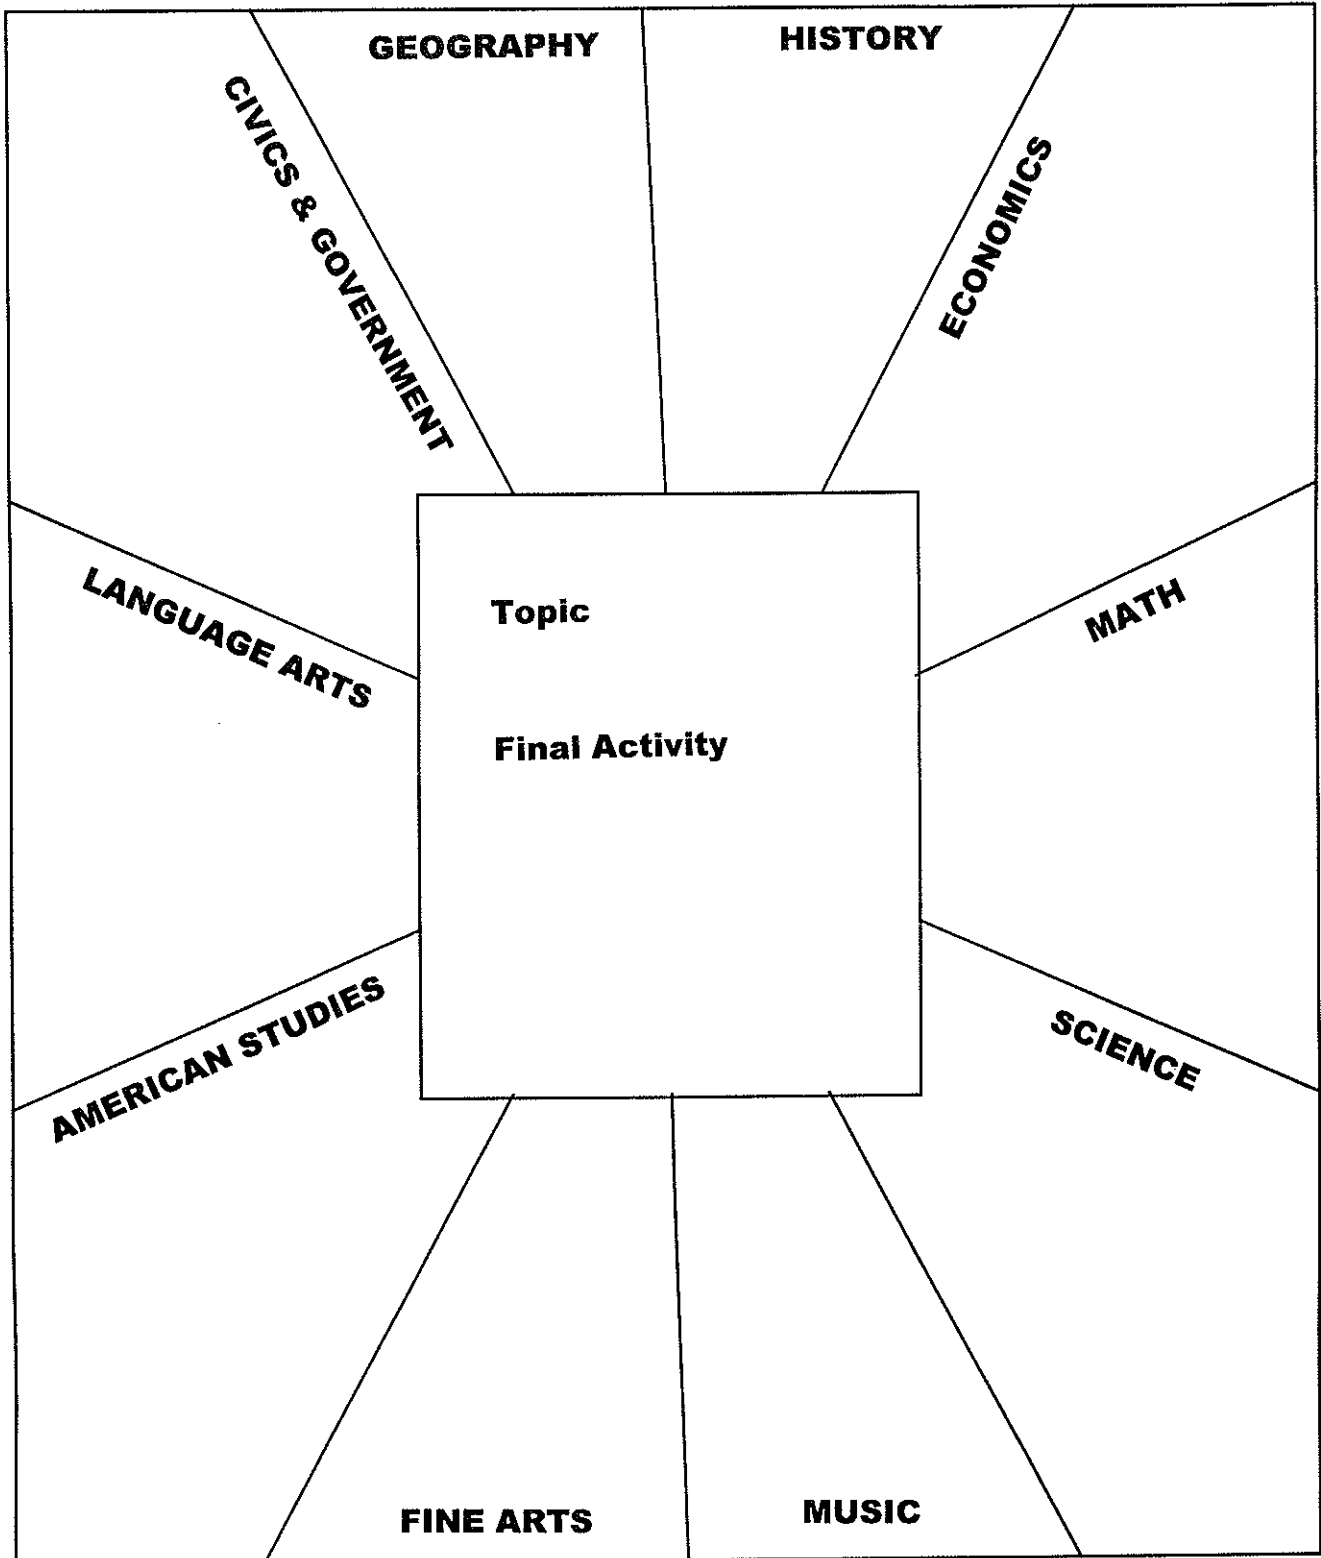 GEOGRAPHY
HISTORY
CIVICS & GOVERNMENT
ECONOMICS
LANGUAGE ARTS
MATH
Topic
Final Activity
AMERICAN STUDIES
SCIENCE
FINE ARTS
MUSIC